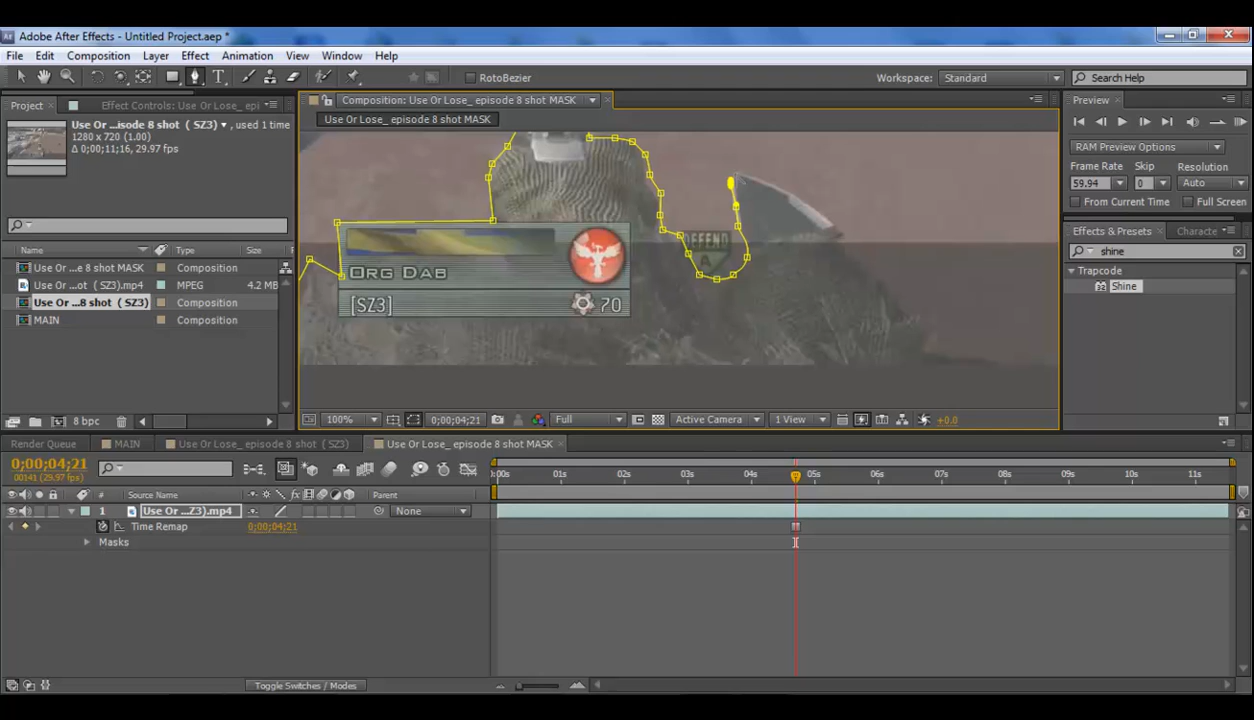 Adobe After Effects - Untitled Project.aep *
File Edit Composition Layer Effect Animation View Window Help
RotoBezier Workspace: Standard Search Help
Project Effect Controls: Use Or Lose_ epi Composition: Use Or Lose_ episode 8 shot MASK Preview
Use Or Lose_ episode 8 shot MASK
Use Or ...isode 8 shot ( SZ3) , used 1 time
1280 x 720 (1.00)
Δ 0;00;11;16, 29.97 fps
RAM Preview Options
Frame Rate Skip Resolution
59.94 0 Auto
From Current Time Full Screen
Effects & Presets Characte
shine
Trapcode
Shine
Name Type Size
Use Or ...e 8 shot MASK Composition
Use Or ...ot ( SZ3).mp4 MPEG 4.2 MB
Use Or ...8 shot ( SZ3) Composition
MAIN Composition
DEFEND
A
Org Dab
[SZ3] 70
8 bpc
100% 0;00;04;21 Full Active Camera 1 View +0.0
Render Queue MAIN Use Or Lose_ episode 8 shot ( SZ3) Use Or Lose_ episode 8 shot MASK
0;00;04;21
00141 (29.97 fps)
:00s 01s 02s 03s 04s 05s 06s 07s 08s 09s 10s 11s
# Source Name Parent
1 Use Or ...Z3).mp4 None
Time Remap 0;00;04;21
Masks
Toggle Switches / Modes